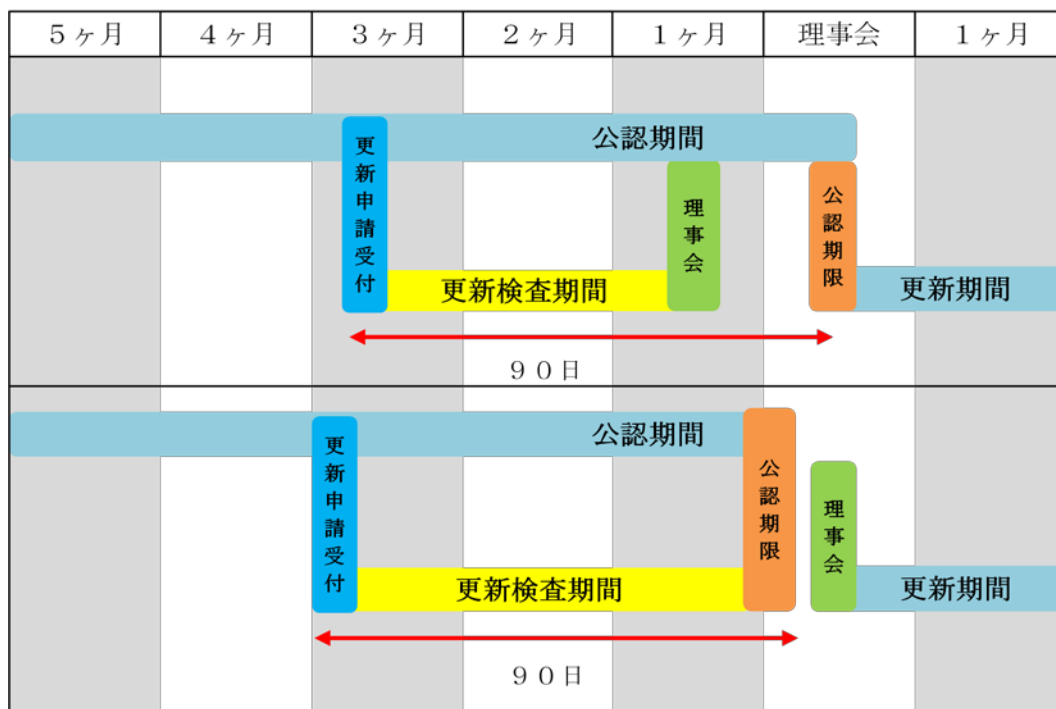 ５ヶ月 ４ヶ月 ３ヶ月 ２ヶ月 １ヶ月 理事会 １ヶ月
公認期間
更新申請受付
理事会
公認期限
更新検査期間
更新期間
９０日
公認期間
更新申請受付
公認期限
理事会
更新検査期間
更新期間
９０日